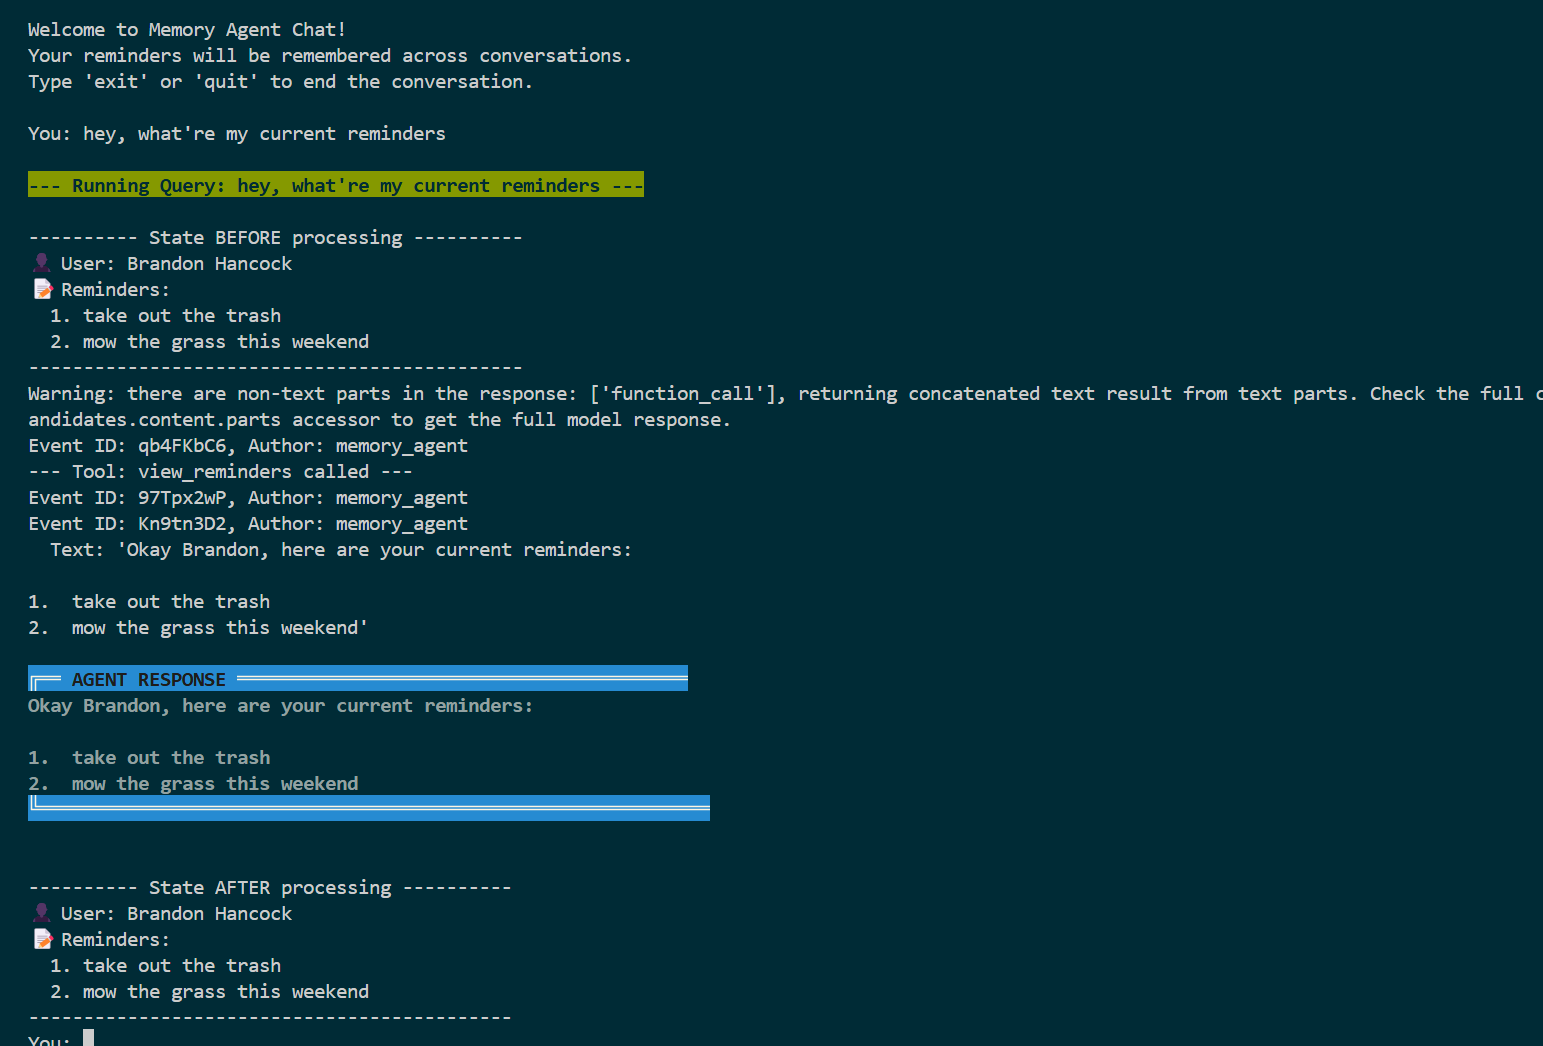 Welcome to Memory Agent Chat!
Your reminders will be remembered across conversations.
Type 'exit' or 'quit' to end the conversation.
You: hey, what're my current reminders
--- Running Query: hey, what're my current reminders ---
---------- State BEFORE processing ----------
👤 User: Brandon Hancock
📝 Reminders:
1. take out the trash
2. mow the grass this weekend
---------------------------------------------
Warning: there are non-text parts in the response: ['function_call'], returning concatenated text result from text parts. Check the full c
andidates.content.parts accessor to get the full model response.
Event ID: qb4FKbC6, Author: memory_agent
--- Tool: view_reminders called ---
Event ID: 97Tpx2wP, Author: memory_agent
Event ID: Kn9tn3D2, Author: memory_agent
Text: 'Okay Brandon, here are your current reminders:
1.  take out the trash
2.  mow the grass this weekend'
╔══ AGENT RESPONSE ═════════════════════════════════════════
Okay Brandon, here are your current reminders:
1.  take out the trash
2.  mow the grass this weekend
╚═════════════════════════════════════════════════════════════
---------- State AFTER processing ----------
👤 User: Brandon Hancock
📝 Reminders:
1. take out the trash
2. mow the grass this weekend
--------------------------------------------
You: